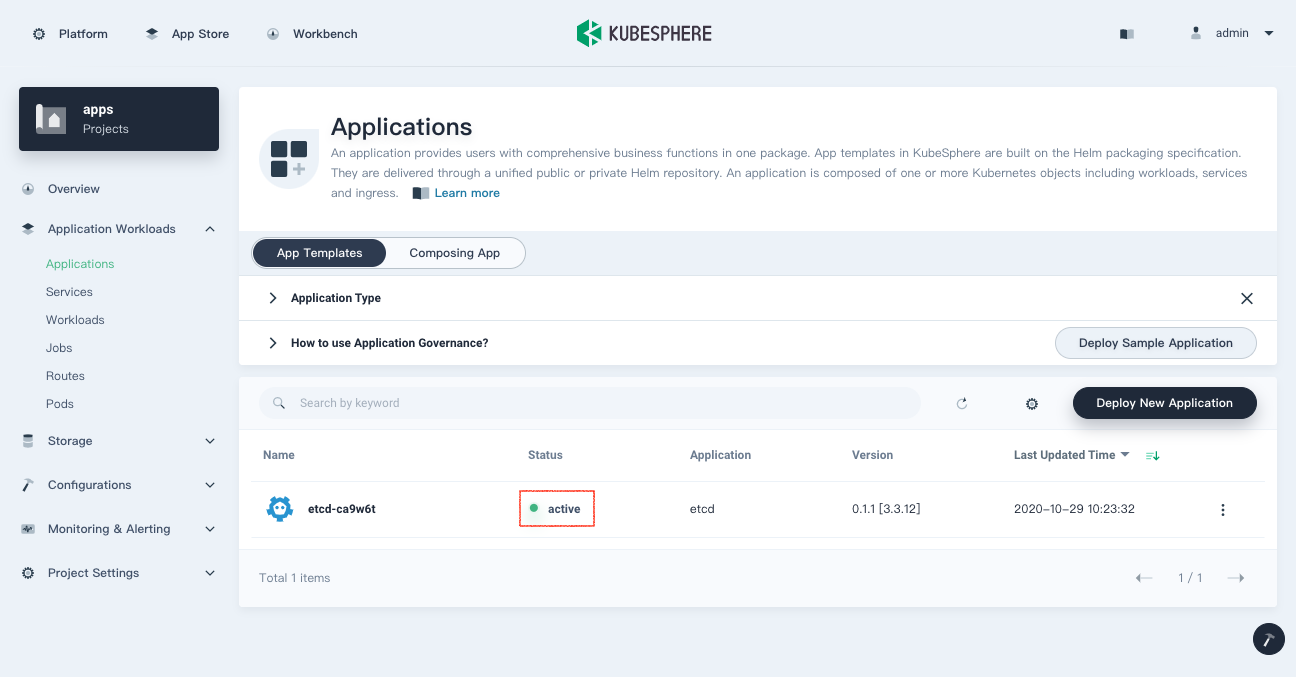 Platform
App Store
Workbench
KUBESPHERE
admin
apps
Projects
Overview
Application Workloads
Applications
Services
Workloads
Jobs
Routes
Pods
Storage
Configurations
Monitoring & Alerting
Project Settings
Applications
An application provides users with comprehensive business functions in one package. App templates in KubeSphere are built on the Helm packaging specification.
They are delivered through a unified public or private Helm repository. An application is composed of one or more Kubernetes objects including workloads, services
and ingress. Learn more
App Templates
Composing App
Application Type
How to use Application Governance?
Deploy Sample Application
Search by keyword
Deploy New Application
Name Status Application Version Last Updated Time
etcd-ca9w6t active etcd 0.1.1 [3.3.12] 2020-10-29 10:23:32
Total 1 items
1 / 1